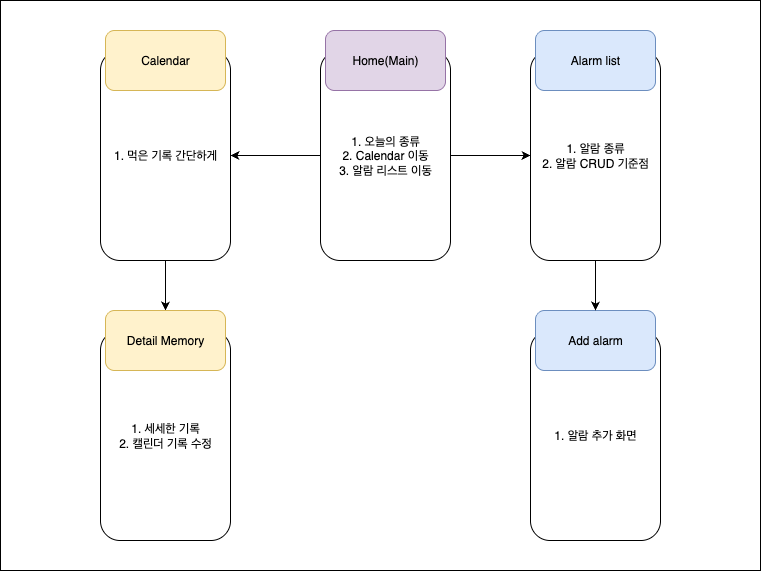 Calendar
1. 먹은 기록 간단하게
Home(Main)
1. 오늘의 종류
2. Calendar 이동
3. 알람 리스트 이동
Alarm list
1. 알람 종류
2. 알람 CRUD 기준점
Detail Memory
1. 세세한 기록
2. 캘린더 기록 수정
Add alarm
1. 알람 추가 화면